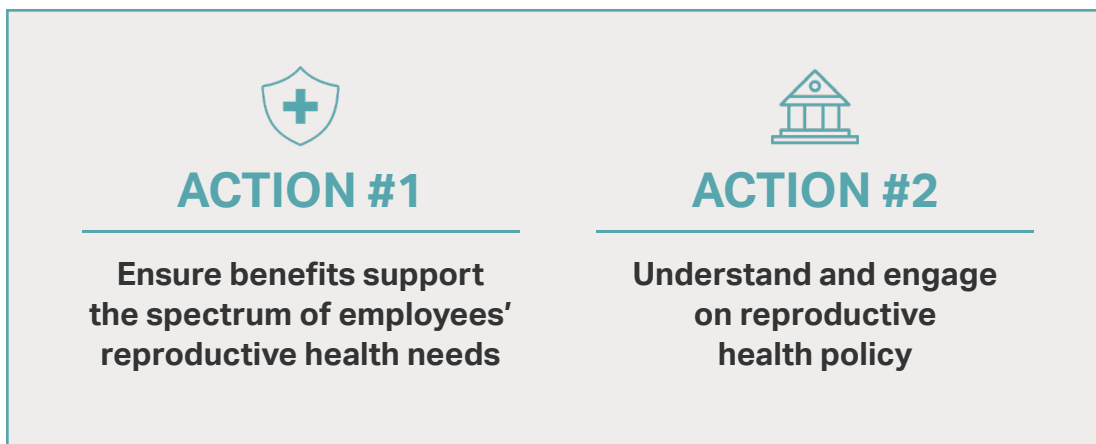 ACTION #1
Ensure benefits support
the spectrum of employees’
reproductive health needs
ACTION #2
Understand and engage
on reproductive
health policy